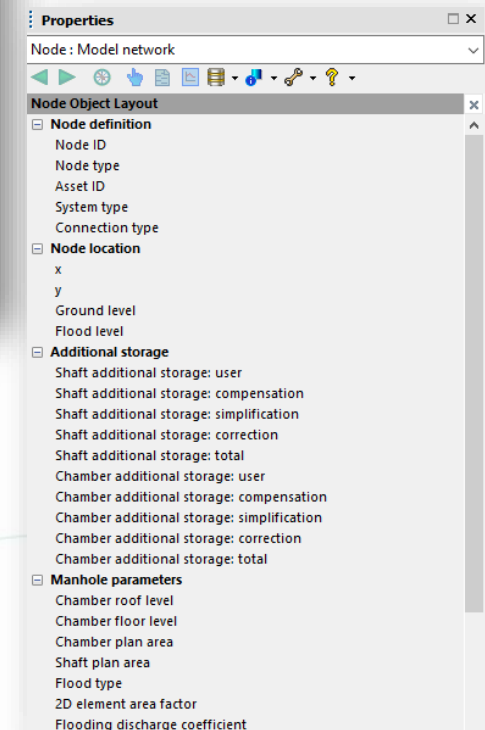 Properties
Node : Model network
Node Object Layout
Node definition
Node ID
Node type
Asset ID
System type
Connection type
Node location
x
y
Ground level
Flood level
Additional storage
Shaft additional storage: user
Shaft additional storage: compensation
Shaft additional storage: simplification
Shaft additional storage: correction
Shaft additional storage: total
Chamber additional storage: user
Chamber additional storage: compensation
Chamber additional storage: simplification
Chamber additional storage: correction
Chamber additional storage: total
Manhole parameters
Chamber roof level
Chamber floor level
Chamber plan area
Shaft plan area
Flood type
2D element area factor
Flooding discharge coefficient